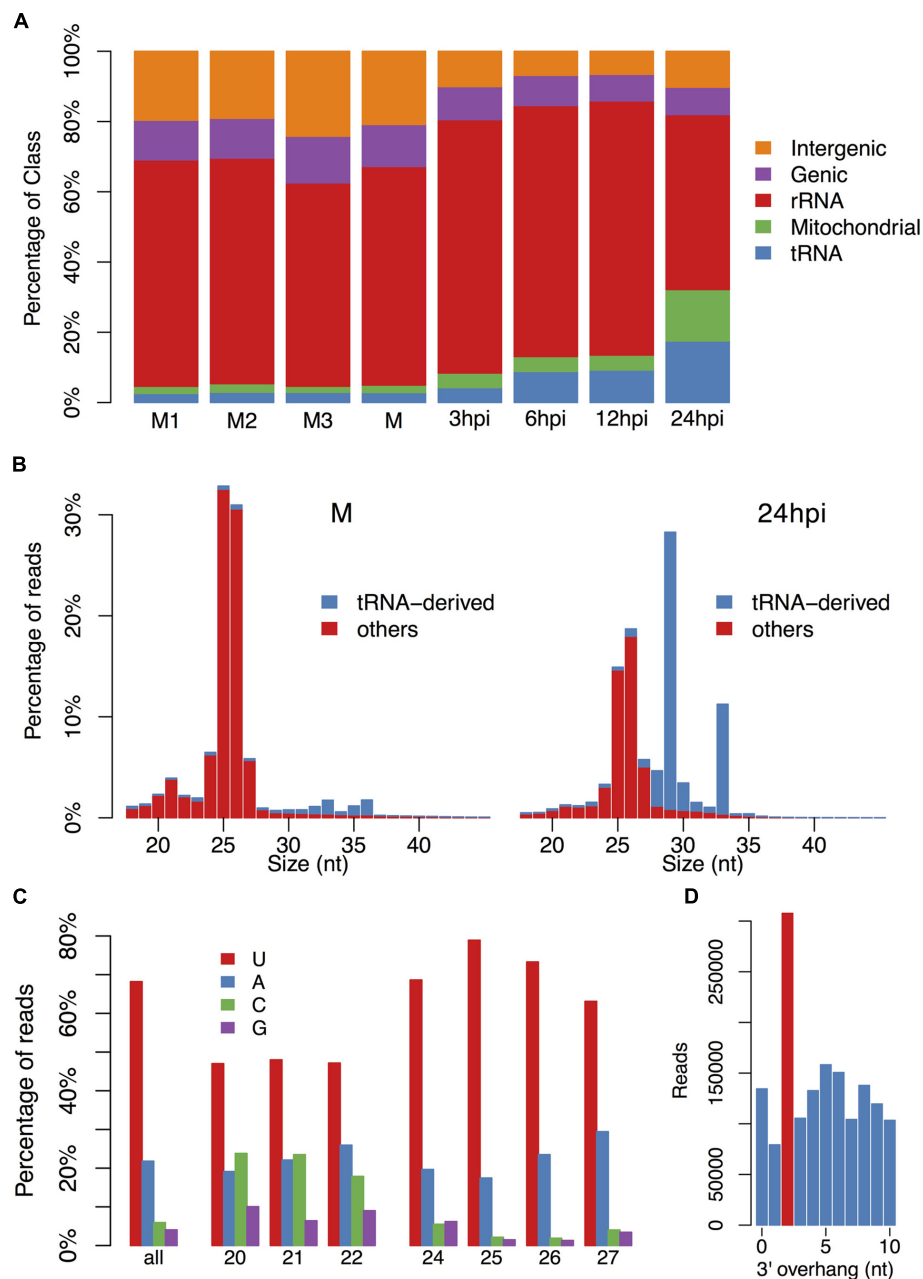 A
Percentage of Class
100%
80%
60%
40%
20%
0%
M1 M2 M3 M 3hpi 6hpi 12hpi 24hpi
Intergenic
Genic
rRNA
Mitochondrial
tRNA
B
Percentage of reads
30%
20%
10%
0%
M
tRNA–derived
others
20 25 30 35 40
Size (nt)
24hpi
tRNA–derived
others
20 25 30 35 40
Size (nt)
C
Percentage of reads
80%
60%
40%
20%
0%
U
A
C
G
all 20 21 22 24 25 26 27
D
Reads
250000
150000
50000
0
0 5 10
3' overhang (nt)